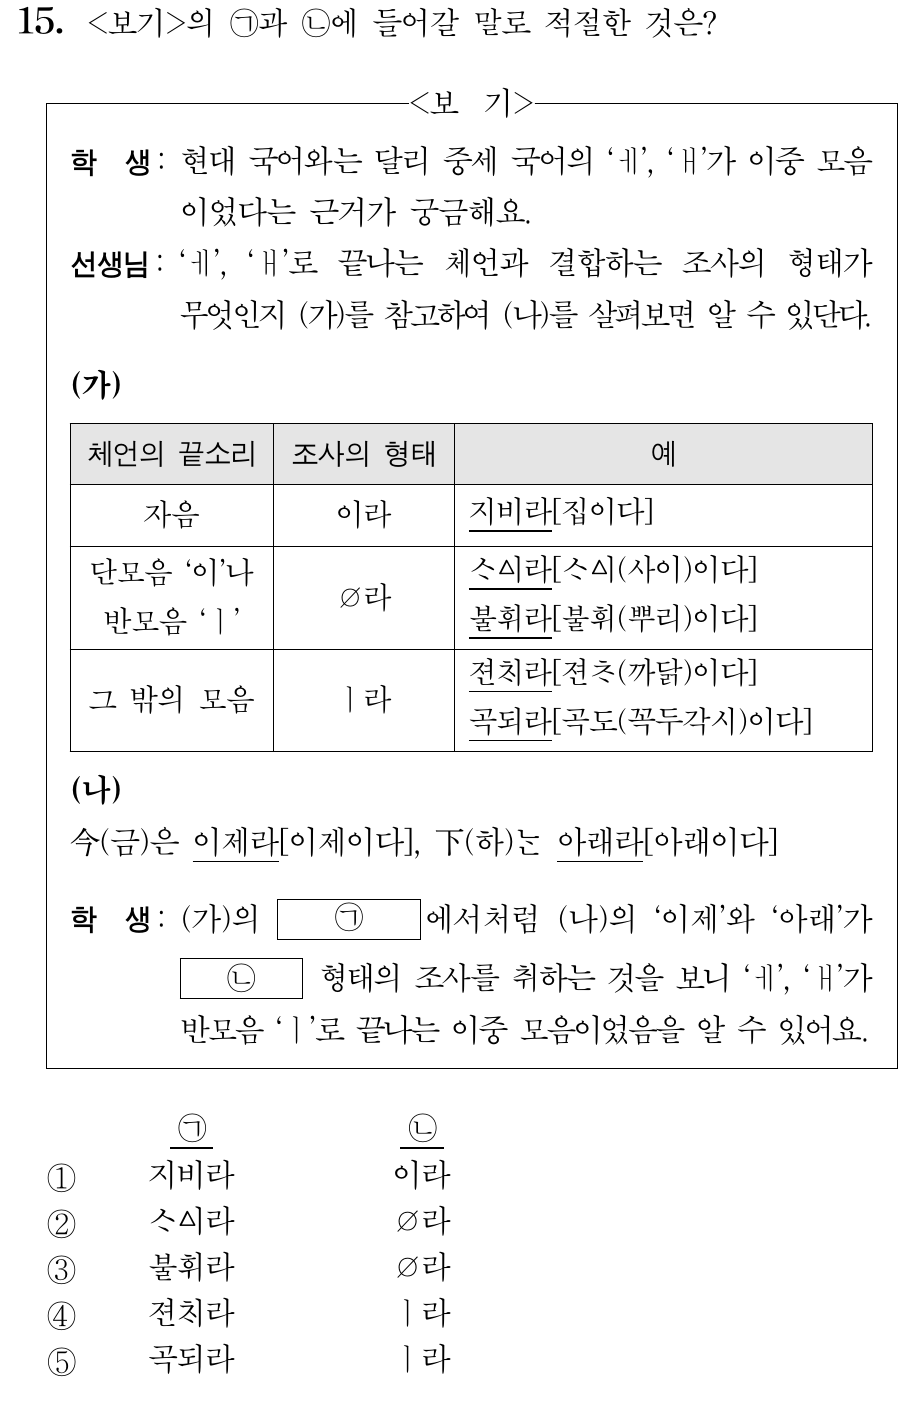 15. <보기>의 ㉠과 ㉡에 들어갈 말로 적절한 것은?
<보 기>
학 생: 현대 국어와는 달리 중세 국어의 ‘ㅔ’, ‘ㅐ’가 이중 모음
이었다는 근거가 궁금해요.
선생님: ‘ㅔ’, ‘ㅐ’로 끝나는 체언과 결합하는 조사의 형태가
무엇인지 (가)를 참고하여 (나)를 살펴보면 알 수 있단다.
(가)
체언의 끝소리 조사의 형태 예
자음 이라 지비라[집이다]
단모음 ‘이’나
반모음 ‘ㅣ’
∅라
ᄉᆞᅀᅵ라[ᄉᆞᅀᅵ(사이)이다]
불휘라[불휘(뿌리)이다]
그 밖의 모음 ㅣ라
젼ᄎᆡ라[젼ᄎᆞ(까닭)이다]
곡되라[곡도(꼭두각시)이다]
(나)
今(금)은 이제라[이제이다], 下(하)ᄂᆞᆫ 아래라[아래이다]
학 생: (가)의 ㉠에서처럼 (나)의 ‘이제’와 ‘아래’가
㉡ 형태의 조사를 취하는 것을 보니 ‘ㅔ’, ‘ㅐ’가
반모음 ‘ㅣ’로 끝나는 이중 모음이었음을 알 수 있어요.
㉠ ㉡
① 지비라 이라
② ᄉᆞᅀᅵ라 ∅라
③ 불휘라 ∅라
④ 젼ᄎᆡ라 ㅣ라
⑤ 곡되라 ㅣ라